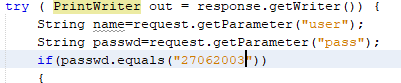 try ( PrintWriter out = response.getWriter()) {
String name=request.getParameter("user");
String passwd=request.getParameter("pass");
if(passwd.equals("27062003"))
{